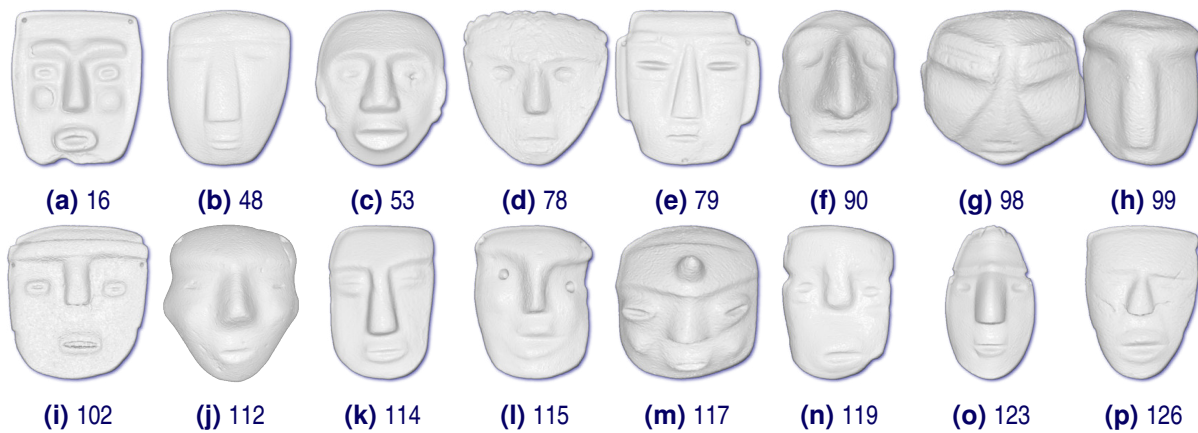 (a) 16 (b) 48 (c) 53 (d) 78 (e) 79 (f) 90 (g) 98 (h) 99
(i) 102 (j) 112 (k) 114 (l) 115 (m) 117 (n) 119 (o) 123 (p) 126